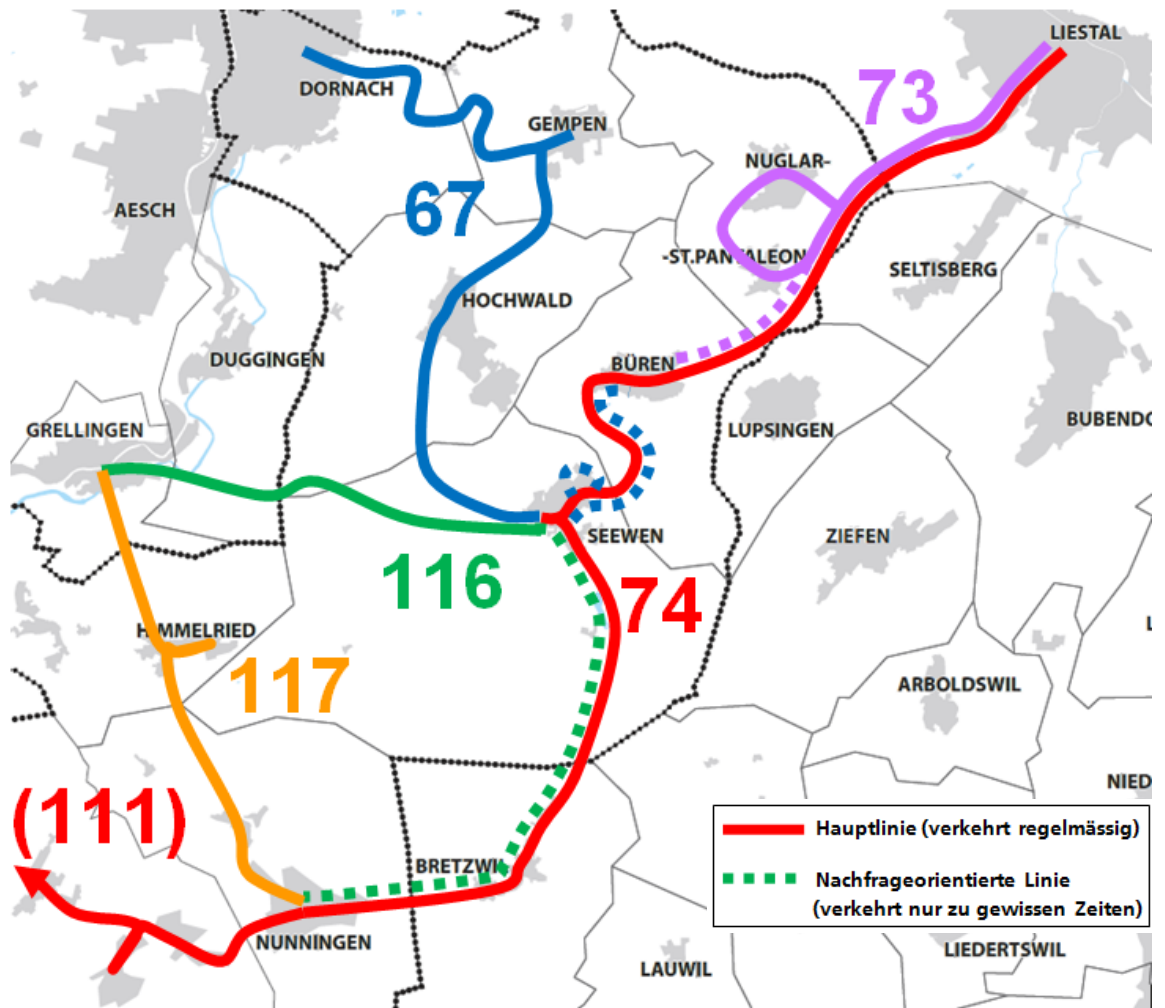 LIESTAL
DORNACH
73
GEMPEN
NUGLAR-
67
AESCH
-ST.PANTALEON
SELTISBERG
HOCHWALD
DUGGINGEN
BÜREN
GRELLINGEN
LUPSINGEN
BUBENDO
SEEWEN
ZIEFEN
116
74
HIMMELRIED
117
ARBOLDSWIL
(111)
NIED
Hauptlinie (verkehrt regelmässig)
BRETZWIL
Nachfrageorientierte Linie
(verkehrt nur zu gewissen Zeiten)
NUNNINGEN
LIEDERTSWIL
LAUWIL